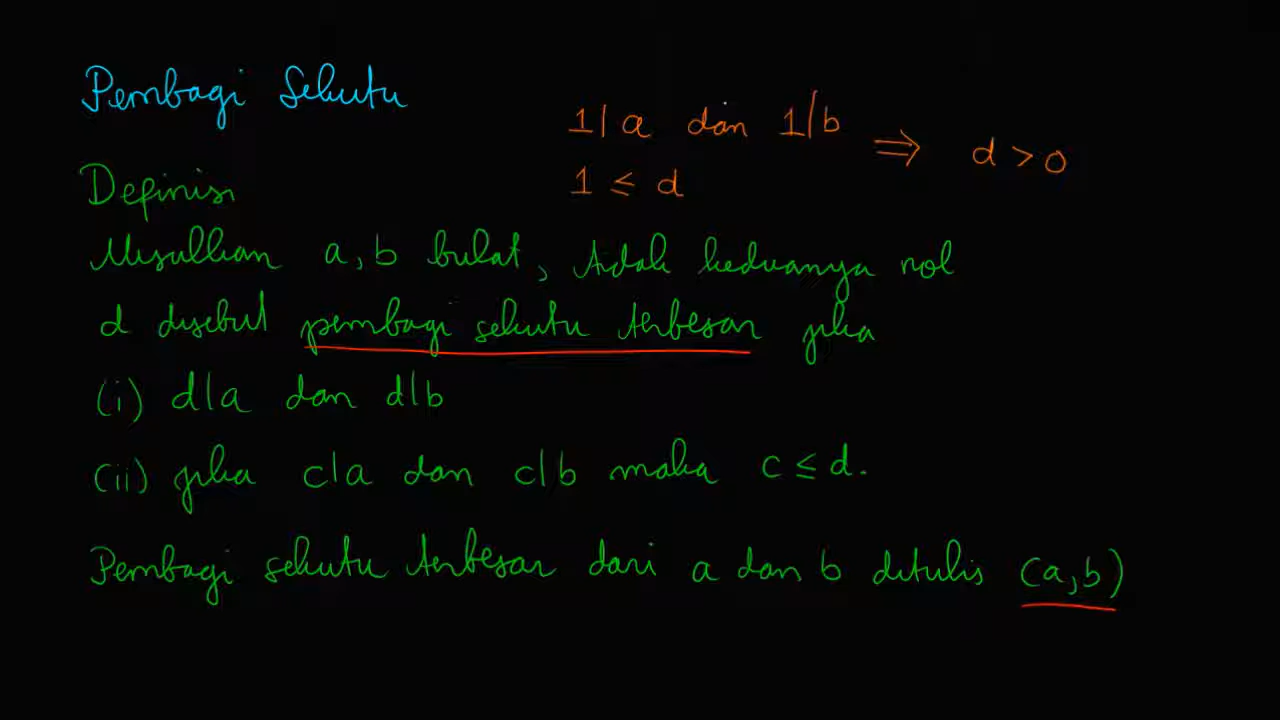 Pembagi Sekutu
1|a dan 1|b ⇒ d > 0
1 ≤ d
Definisi
Misalkan a, b bulat, tidak keduanya nol
d disebut pembagi sekutu terbesar jika
(i) d|a dan d|b
(ii) jika c|a dan c|b maka c ≤ d.
Pembagi sekutu terbesar dari a dan b ditulis (a,b)